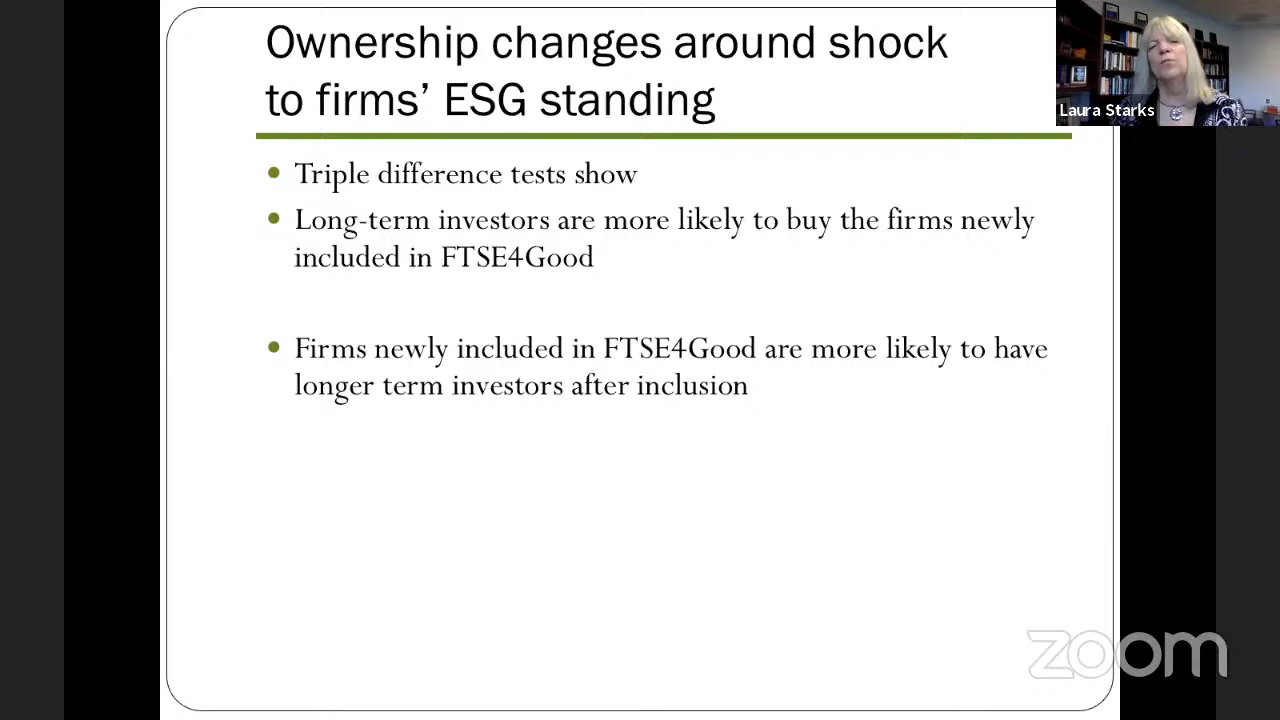 Ownership changes around shock
to firms’ ESG standing
Laura Starks
• Triple difference tests show
• Long-term investors are more likely to buy the firms newly
included in FTSE4Good
• Firms newly included in FTSE4Good are more likely to have
longer term investors after inclusion
zoom